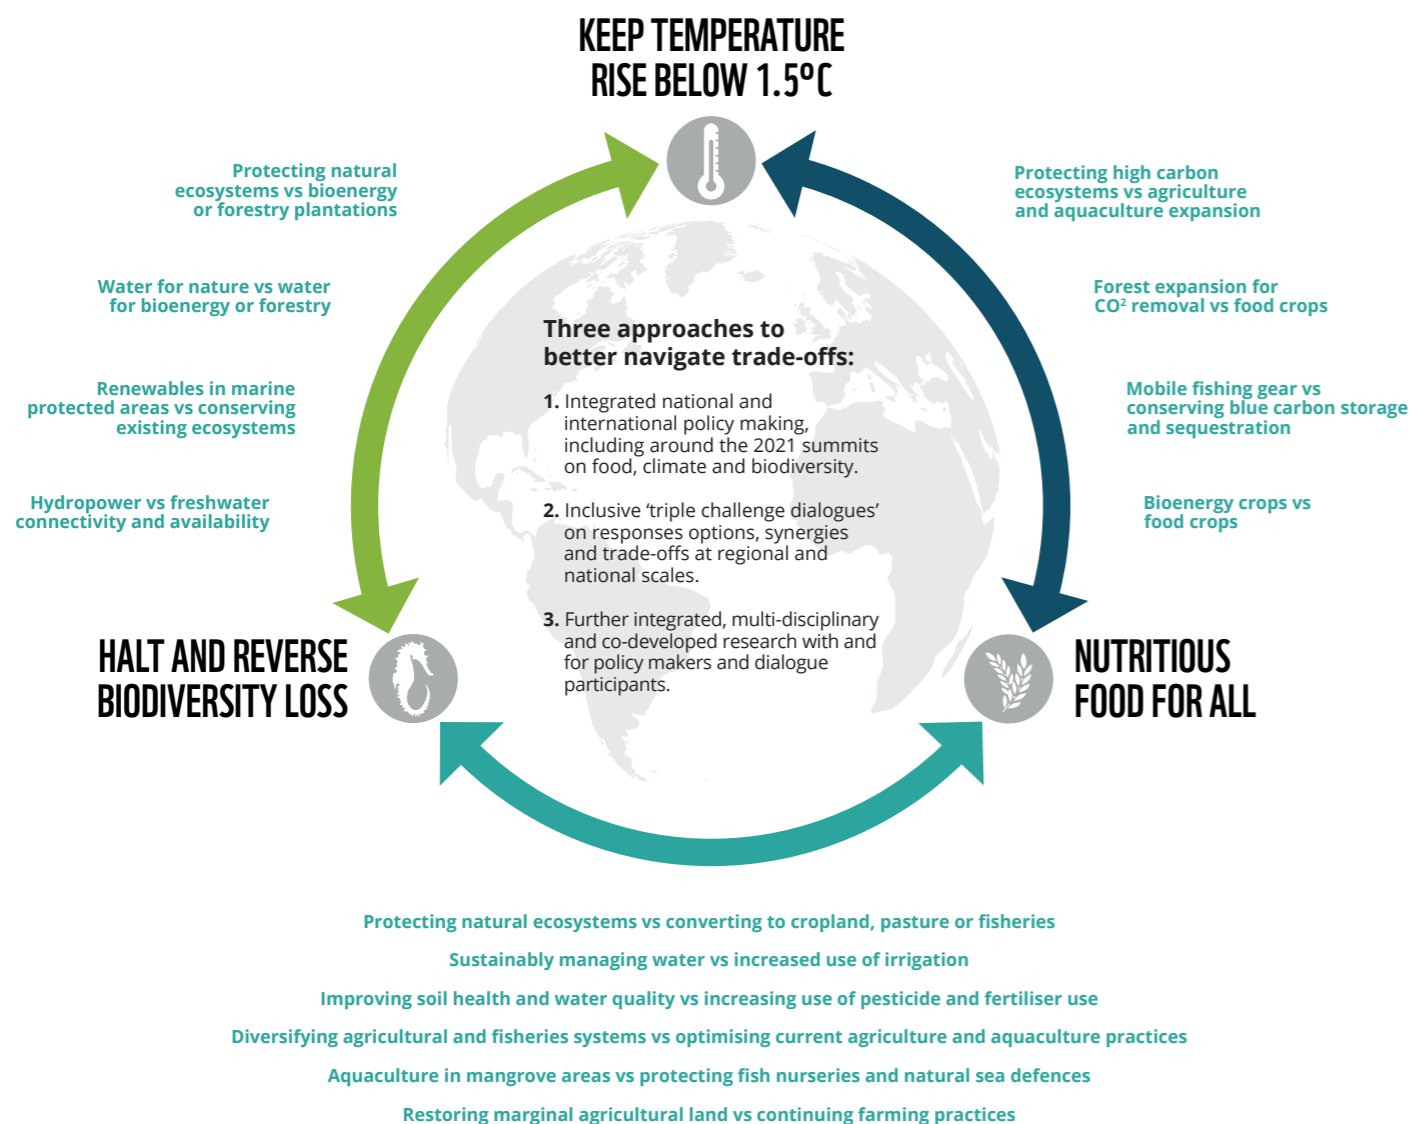 KEEP TEMPERATURE
RISE BELOW 1.5ºC
Protecting natural
ecosystems vs bioenergy
or forestry plantations
Water for nature vs water
for bioenergy or forestry
Renewables in marine
protected areas vs conserving
existing ecosystems
Hydropower vs freshwater
connectivity and availability
Protecting high carbon
ecosystems vs agriculture
and aquaculture expansion
Forest expansion for
CO² removal vs food crops
Mobile fishing gear vs
conserving blue carbon storage
and sequestration
Bioenergy crops vs
food crops
Three approaches to
better navigate trade-offs:
1. Integrated national and
international policy making,
including around the 2021 summits
on food, climate and biodiversity.
2. Inclusive ‘triple challenge dialogues’
on responses options, synergies
and trade-offs at regional and
national scales.
3. Further integrated, multi-disciplinary
and co-developed research with and
for policy makers and dialogue
participants.
HALT AND REVERSE
BIODIVERSITY LOSS
NUTRITIOUS
FOOD FOR ALL
Protecting natural ecosystems vs converting to cropland, pasture or fisheries
Sustainably managing water vs increased use of irrigation
Improving soil health and water quality vs increasing use of pesticide and fertiliser use
Diversifying agricultural and fisheries systems vs optimising current agriculture and aquaculture practices
Aquaculture in mangrove areas vs protecting fish nurseries and natural sea defences
Restoring marginal agricultural land vs continuing farming practices